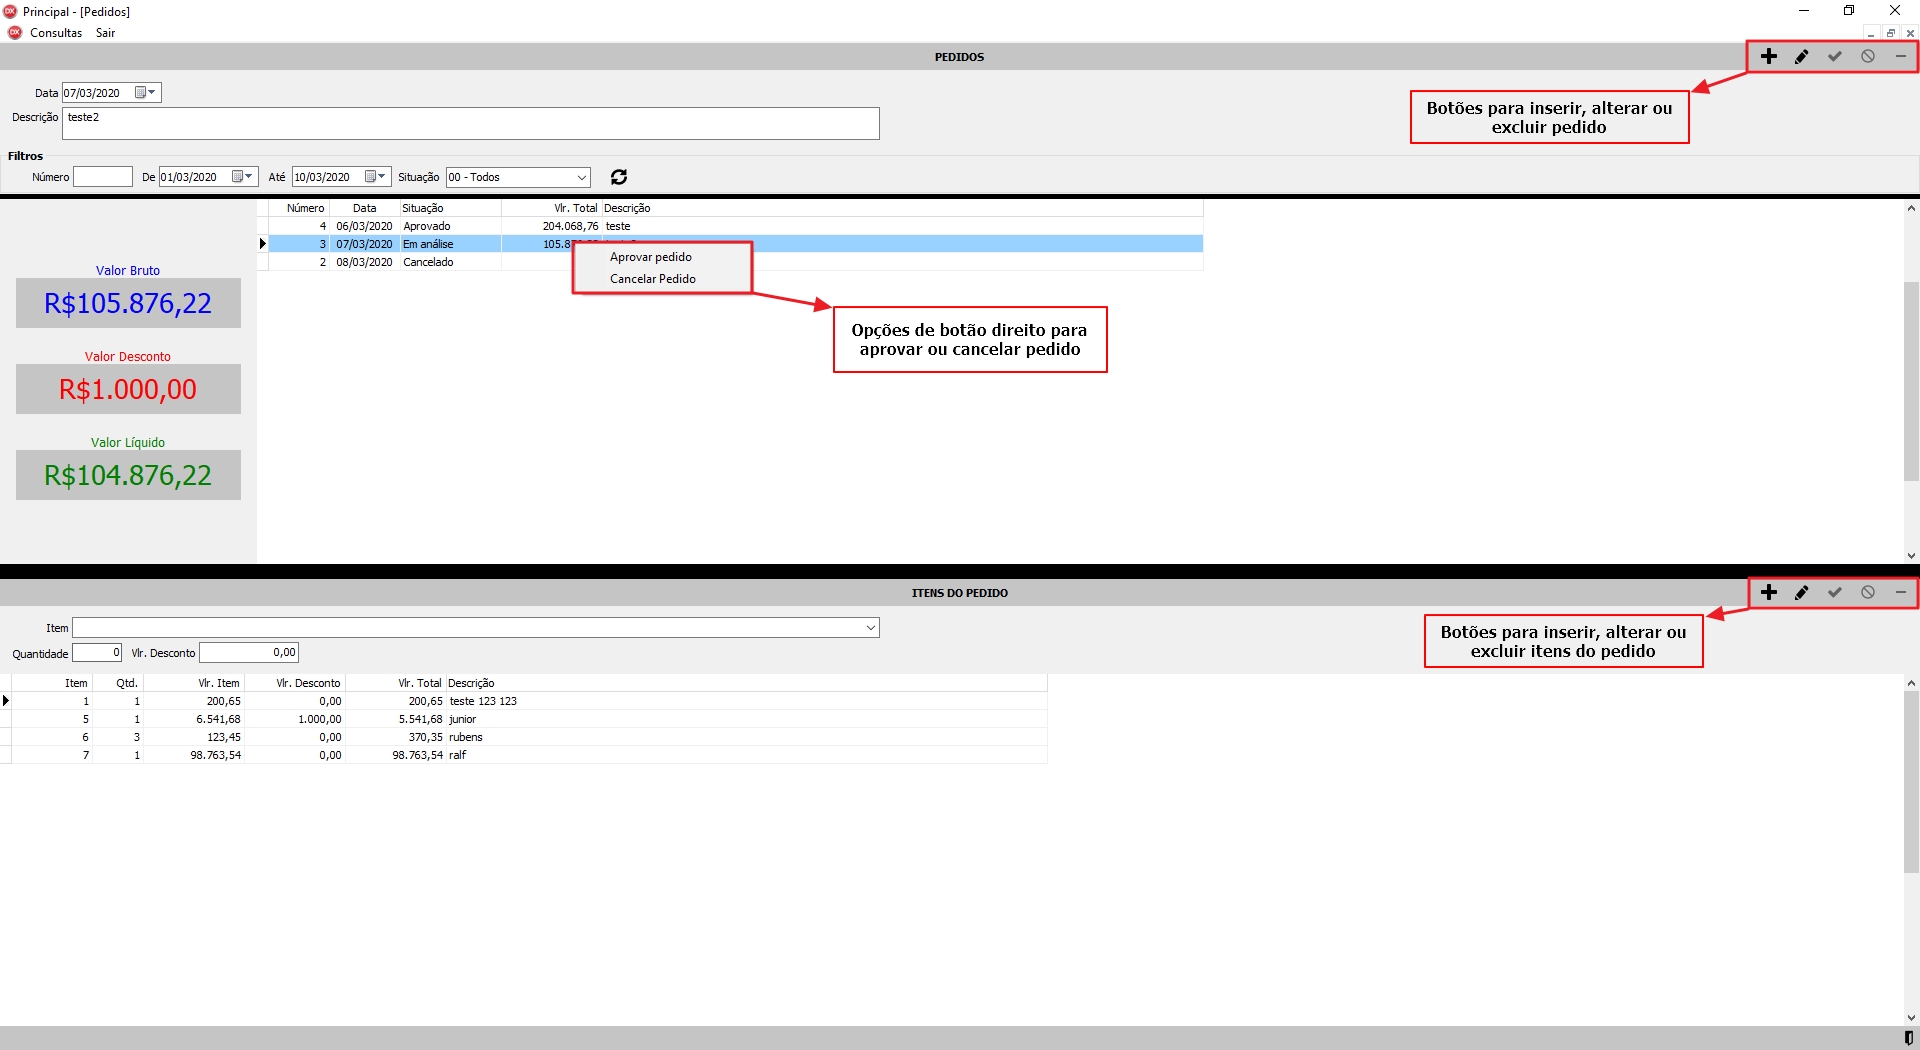 Principal - [Pedidos]
Consultas Sair
PEDIDOS
Data 07/03/2020
Botões para inserir, alterar ou
excluir pedido
Descrição teste2
Filtros
Número De 01/03/2020 Até 10/03/2020 Situação 00 - Todos
Número Data Situação Vlr. Total Descrição
4 06/03/2020 Aprovado 204.068,76 teste
3 07/03/2020 Em análise 105.8
2 08/03/2020 Cancelado
Aprovar pedido
Cancelar Pedido
Opções de botão direito para
aprovar ou cancelar pedido
Valor Bruto
R$105.876,22
Valor Desconto
R$1.000,00
Valor Líquido
R$104.876,22
ITENS DO PEDIDO
Item
Quantidade 0 Vlr. Desconto 0,00
Botões para inserir, alterar ou
excluir itens do pedido
Item Qtd. Vlr. Item Vlr. Desconto Vlr. Total Descrição
1 1 200,65 0,00 200,65 teste 123 123
5 1 6.541,68 1.000,00 5.541,68 junior
6 3 123,45 0,00 370,35 rubens
7 1 98.763,54 0,00 98.763,54 ralf